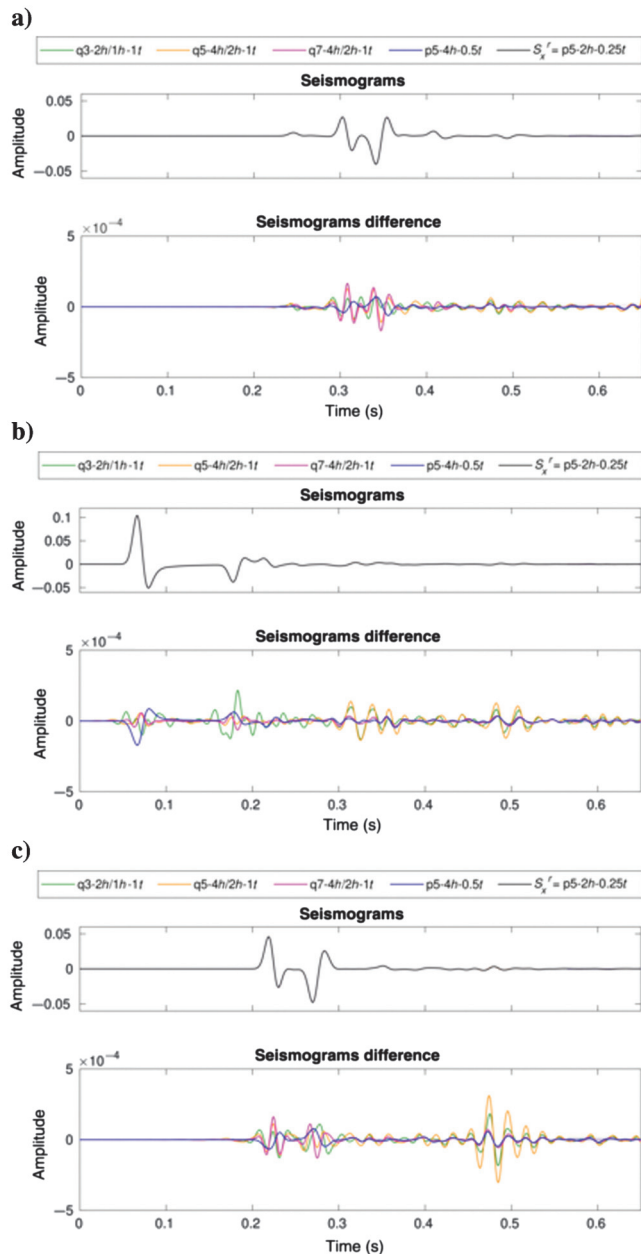 a)
q3-2h/1h-1t q5-4h/2h-1t q7-4h/2h-1t p5-4h-0.5t Sₓʳ = p5-2h-0.25t
Seismograms
Amplitude
0.05
0
−0.05
Seismograms difference
×10⁻⁴
Amplitude
5
0
−5
0 0.1 0.2 0.3 0.4 0.5 0.6
Time (s)
b)
q3-2h/1h-1t q5-4h/2h-1t q7-4h/2h-1t p5-4h-0.5t Sₓʳ = p5-2h-0.25t
Seismograms
Amplitude
0.1
0.05
0
−0.05
Seismograms difference
×10⁻⁴
Amplitude
5
0
−5
0 0.1 0.2 0.3 0.4 0.5 0.6
Time (s)
c)
q3-2h/1h-1t q5-4h/2h-1t q7-4h/2h-1t p5-4h-0.5t Sₓʳ = p5-2h-0.25t
Seismograms
Amplitude
0.05
0
−0.05
Seismograms difference
×10⁻⁴
Amplitude
5
0
−5
0 0.1 0.2 0.3 0.4 0.5 0.6
Time (s)